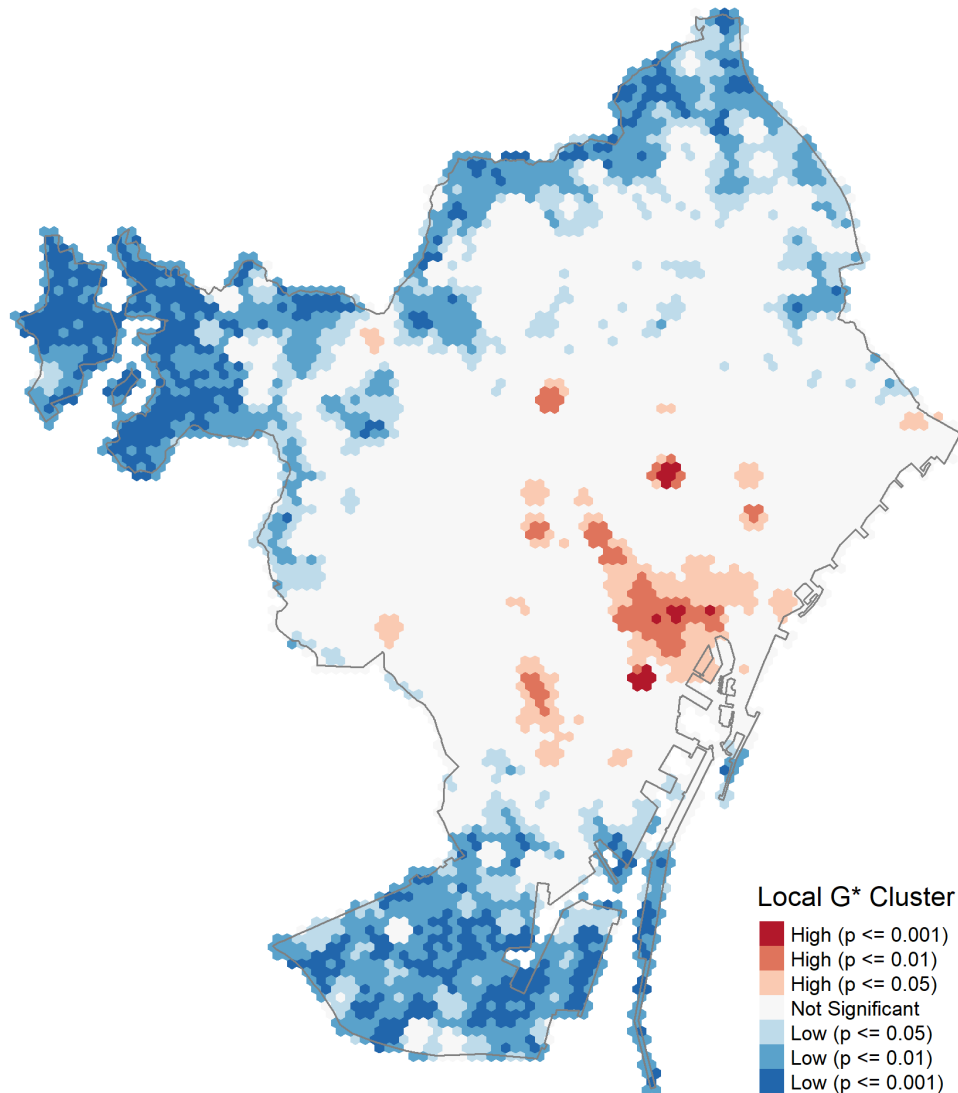 Local G* Cluster
High (p <= 0.001)
High (p <= 0.01)
High (p <= 0.05)
Not Significant
Low (p <= 0.05)
Low (p <= 0.01)
Low (p <= 0.001)